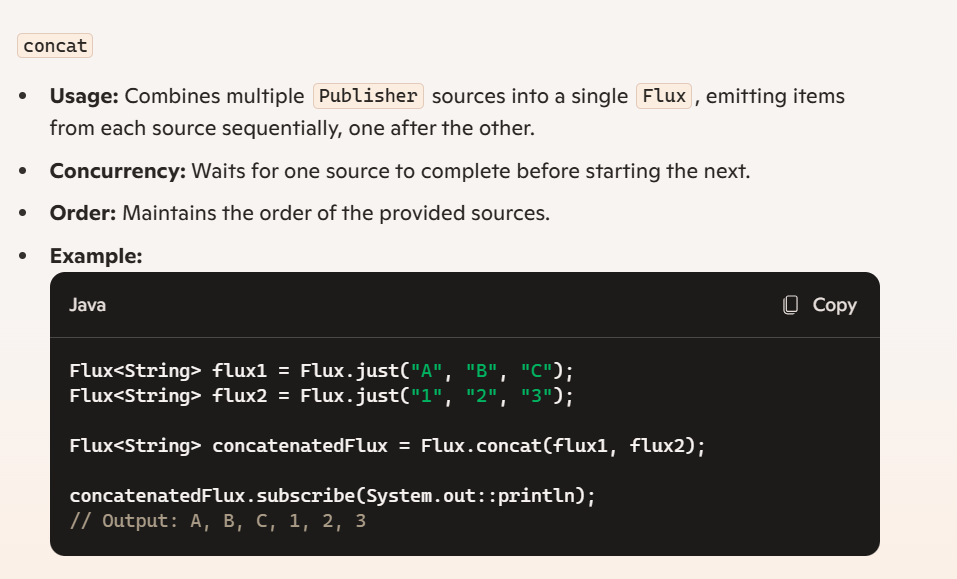 concat
• Usage: Combines multiple Publisher sources into a single Flux, emitting items
from each source sequentially, one after the other.
• Concurrency: Waits for one source to complete before starting the next.
• Order: Maintains the order of the provided sources.
• Example:
Java Copy
Flux<String> flux1 = Flux.just("A", "B", "C");
Flux<String> flux2 = Flux.just("1", "2", "3");
Flux<String> concatenatedFlux = Flux.concat(flux1, flux2);
concatenatedFlux.subscribe(System.out::println);
// Output: A, B, C, 1, 2, 3